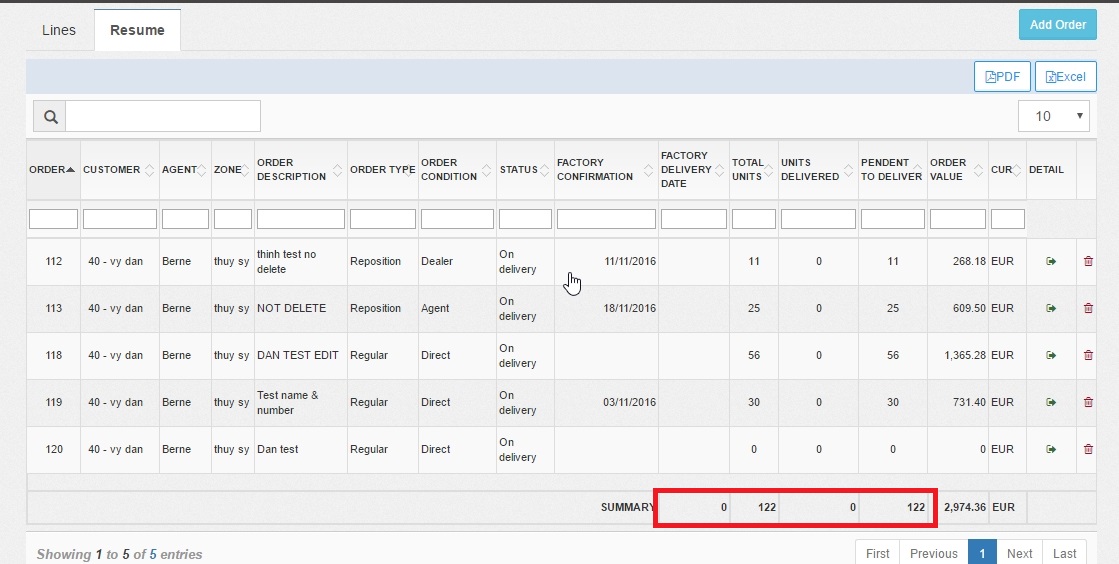 Lines Resume Add Order
PDF Excel
10
ORDER CUSTOMER AGENT ZONE ORDER DESCRIPTION ORDER TYPE ORDER CONDITION STATUS FACTORY CONFIRMATION FACTORY DELIVERY DATE TOTAL UNITS UNITS DELIVERED PENDENT TO DELIVER ORDER VALUE CUR DETAIL
112 40 - vy dan Berne thuy sy thinh test no delete Reposition Dealer On delivery 11/11/2016 11 0 11 268.18 EUR
113 40 - vy dan Berne thuy sy NOT DELETE Reposition Agent On delivery 18/11/2016 25 0 25 609.50 EUR
118 40 - vy dan Berne thuy sy DAN TEST EDIT Regular Direct On delivery 56 0 56 1,365.28 EUR
119 40 - vy dan Berne thuy sy Test name & number Regular Direct On delivery 03/11/2016 30 0 30 731.40 EUR
120 40 - vy dan Berne thuy sy Dan test Regular Direct On delivery 0 0 0 0 EUR
SUMMARY 0 122 0 122 2,974.36 EUR
Showing 1 to 5 of 5 entries First Previous 1 Next Last